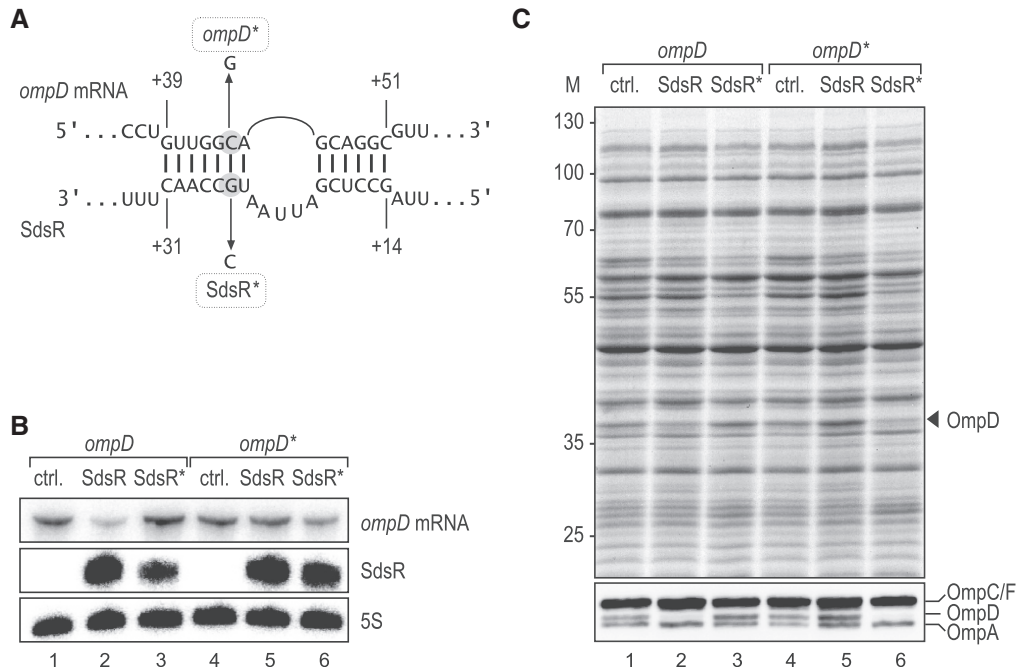 A
ompD*
G
+39
+51
ompD mRNA
5'...CCU GUUGGCA GCAGGC GUU...3'
3'...UUU CAACCGU AAUUA GCUCCG AUU...5'
SdsR
+31
+14
C
SdsR*
B
ompD
ompD*
ctrl. SdsR SdsR* ctrl. SdsR SdsR*
ompD mRNA
SdsR
5S
1 2 3 4 5 6
C
ompD
ompD*
M ctrl. SdsR SdsR* ctrl. SdsR SdsR*
130
100
70
55
OmpD
35
25
OmpC/F
OmpD
OmpA
1 2 3 4 5 6